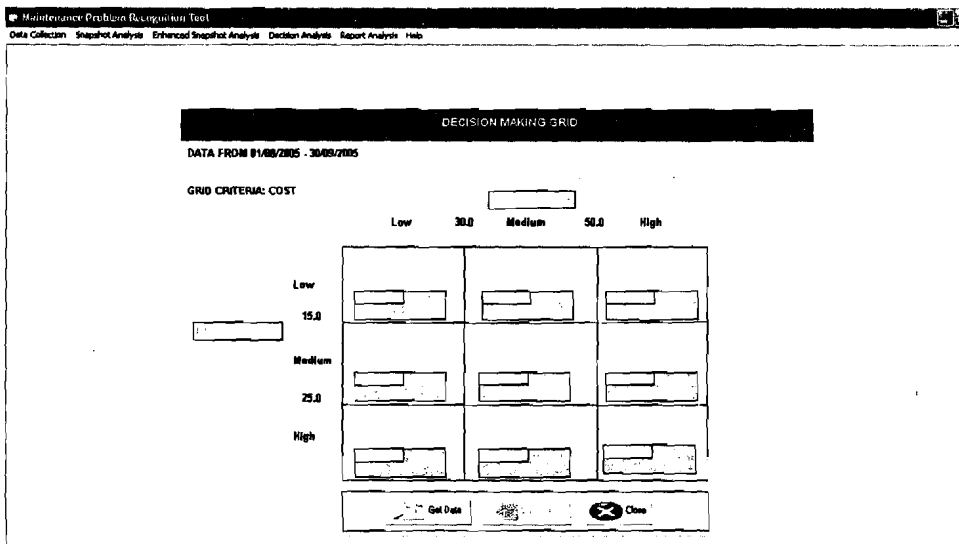 Maintenance Problem Recognition Tool
Data Collection Snapshot Analysis Enhanced Snapshot Analysis Decision Analysis Report Analysis Help
DECISION MAKING GRID
DATA FROM 01/08/2005 - 30/09/2005
GRID CRITERIA: COST
Low 30.0 Medium 50.0 High
Low
15.0
Medium
25.0
High
Get Data Close